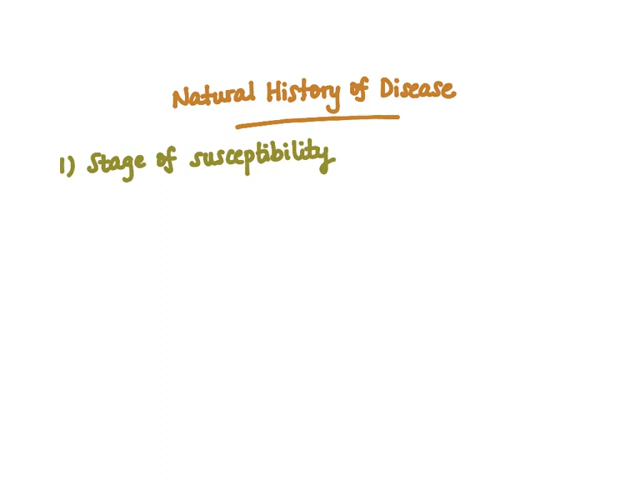 Natural History of Disease
1) Stage of susceptibility